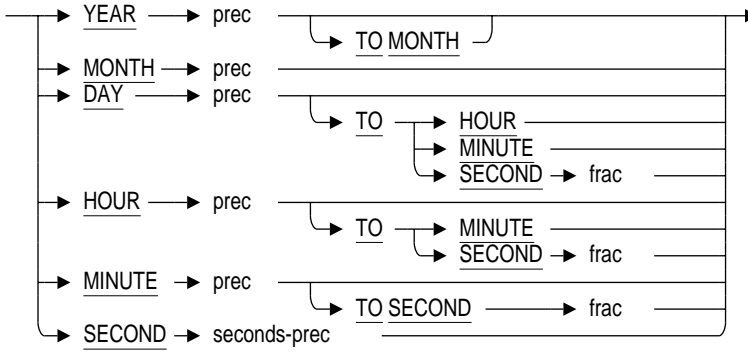 YEAR prec
TO MONTH
MONTH prec
DAY prec
TO HOUR
MINUTE
SECOND frac
HOUR prec
TO MINUTE
SECOND frac
MINUTE prec
TO SECOND frac
SECOND seconds-prec